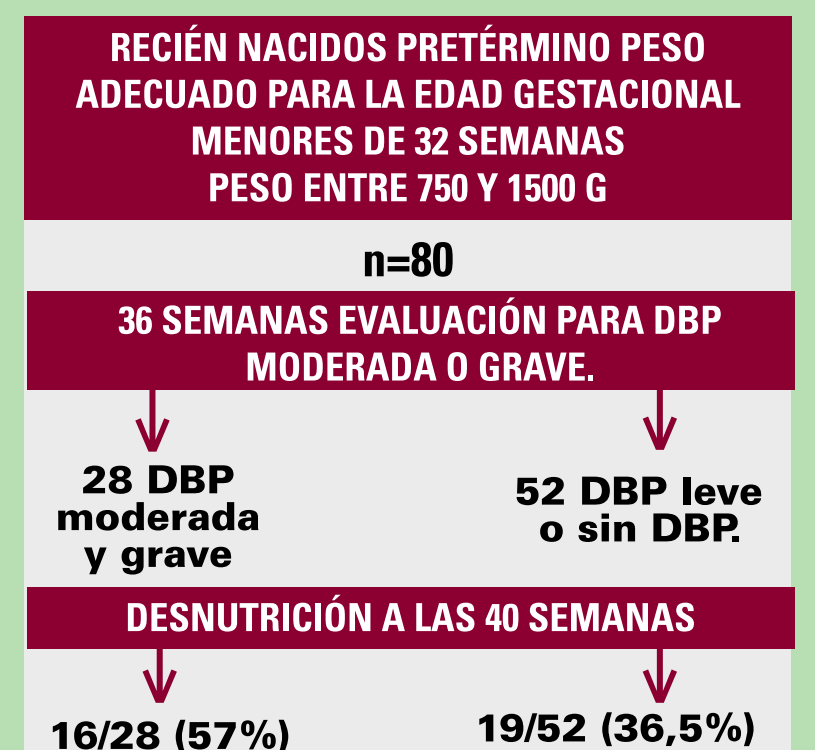 RECIÉN NACIDOS PRETÉRMINO PESO
ADECUADO PARA LA EDAD GESTACIONAL
MENORES DE 32 SEMANAS
PESO ENTRE 750 Y 1500 G
n=80
36 SEMANAS EVALUACIÓN PARA DBP
MODERADA O GRAVE.
28 DBP
moderada
y grave
52 DBP leve
o sin DBP.
DESNUTRICIÓN A LAS 40 SEMANAS
16/28 (57%)
19/52 (36,5%)